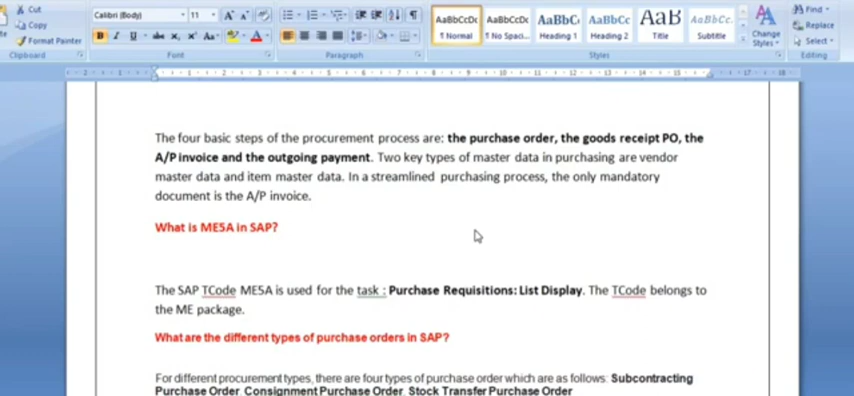 Cut
Copy
Format Painter
Clipboard
Calibri (Body) 11
B I U abc x₂ x² Aa
Font
Paragraph
AaBbCcDc AaBbCcDc AaBbC AaBbCc AaB AaBbCc.
¶ Normal ¶ No Spaci... Heading 1 Heading 2 Title Subtitle
Styles
Change
Styles
Find
Replace
Select
Editing
The four basic steps of the procurement process are: the purchase order, the goods receipt PO, the
A/P invoice and the outgoing payment. Two key types of master data in purchasing are vendor
master data and item master data. In a streamlined purchasing process, the only mandatory
document is the A/P invoice.
What is ME5A in SAP?
The SAP TCode ME5A is used for the task : Purchase Requisitions: List Display. The TCode belongs to
the ME package.
What are the different types of purchase orders in SAP?
For different procurement types, there are four types of purchase order which are as follows: Subcontracting
Purchase Order, Consignment Purchase Order, Stock Transfer Purchase Order